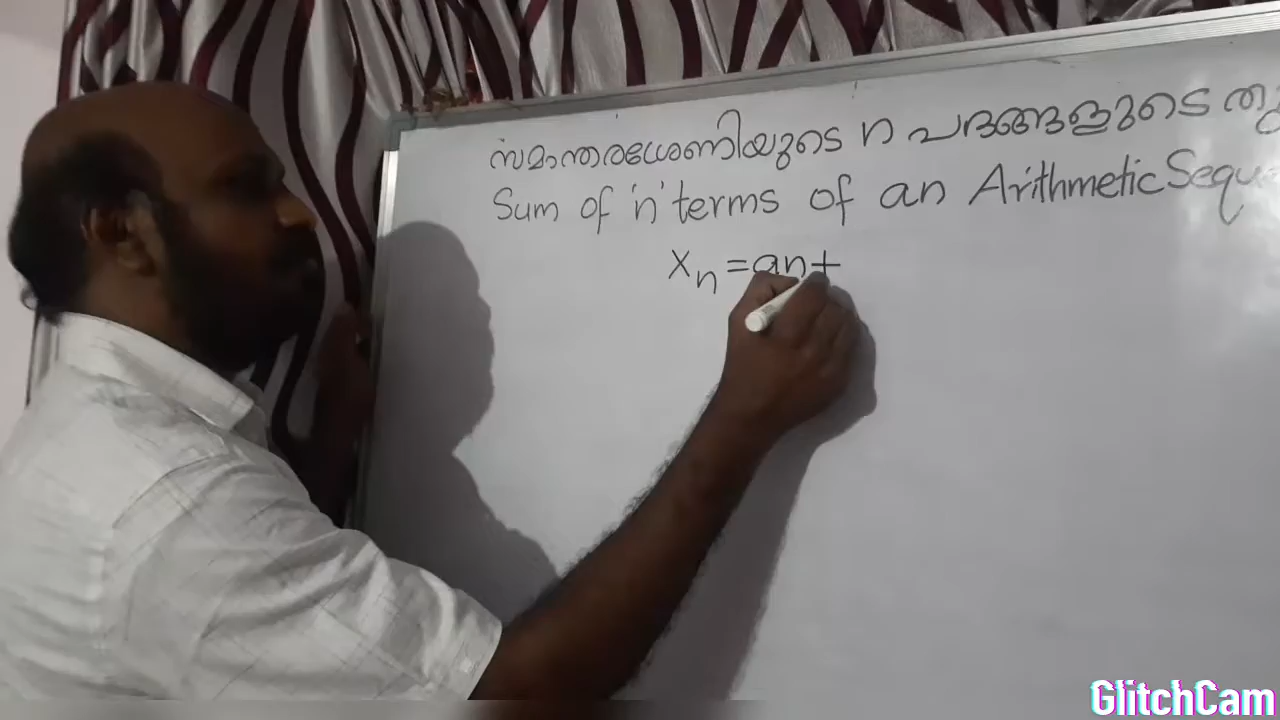 സമാന്തരശ്രേണിയുടെ n പദങ്ങളുടെ
Sum of 'n' terms of an Arithmetic
xn = an +
GlitchCam